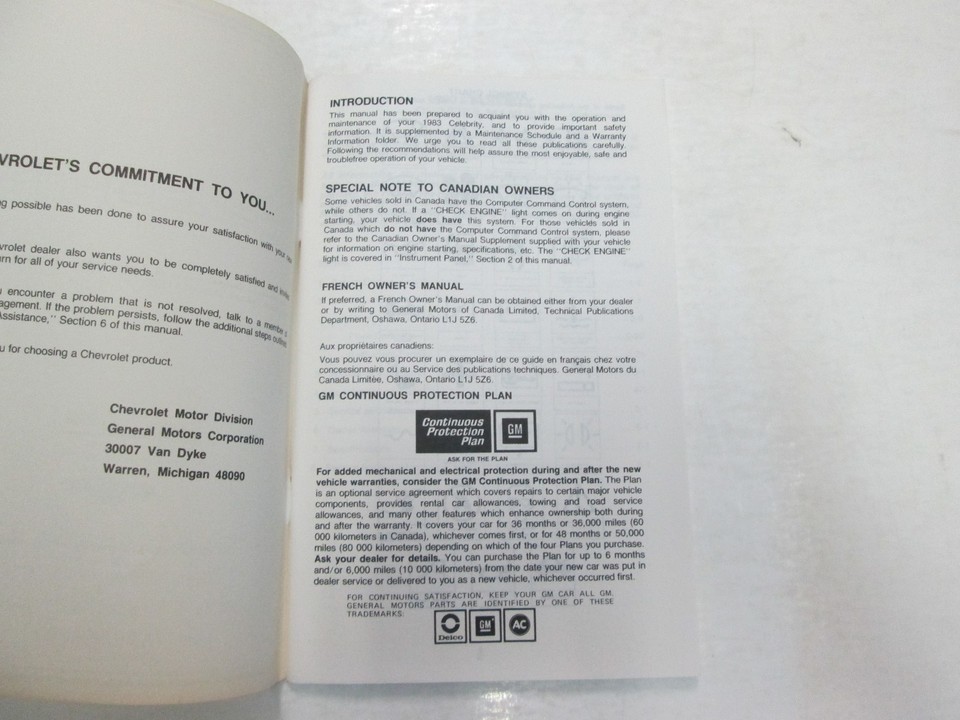 VROLET'S COMMITMENT TO YOU...
ng possible has been done to assure your satisfaction with your new
vrolet dealer also wants you to be completely satisfied and invites
urn for all of your service needs.
u encounter a problem that is not resolved, talk to a member
agement. If the problem persists, follow the additional steps outlined
Assistance," Section 6 of this manual.
u for choosing a Chevrolet product.
Chevrolet Motor Division
General Motors Corporation
30007 Van Dyke
Warren, Michigan 48090
INTRODUCTION
This manual has been prepared to acquaint you with the operation and
maintenance of your 1983 Celebrity, and to provide important safety
information. It is supplemented by a Maintenance Schedule and a Warranty
Information folder. We urge you to read all these publications carefully.
Following the recommendations will help assure the most enjoyable, safe and
troublefree operation of your vehicle.
SPECIAL NOTE TO CANADIAN OWNERS
Some vehicles sold in Canada have the Computer Command Control system,
while others do not. If a "CHECK ENGINE" light comes on during engine
starting, your vehicle does have this system. For those vehicles sold in
Canada which do not have the Computer Command Control system, please
refer to the Canadian Owner's Manual Supplement supplied with your vehicle
for information on engine starting, specifications, etc. The "CHECK ENGINE"
light is covered in "Instrument Panel," Section 2 of this manual.
FRENCH OWNER'S MANUAL
If preferred, a French Owner's Manual can be obtained either from your dealer
or by writing to General Motors of Canada Limited, Technical Publications
Department, Oshawa, Ontario L1J 5Z6.
Aux propriétaires canadiens:
Vous pouvez vous procurer un exemplaire de ce guide en français chez votre
concessionnaire ou au Service des publications techniques. General Motors du
Canada Limitée, Oshawa, Ontario L1J 5Z6.
GM CONTINUOUS PROTECTION PLAN
Continuous
Protection
Plan
GM
ASK FOR THE PLAN
For added mechanical and electrical protection during and after the new
vehicle warranties, consider the GM Continuous Protection Plan. The Plan
is an optional service agreement which covers repairs to certain major vehicle
components, provides rental car allowances, towing and road service
allowances, and many other features which enhance ownership both during
and after the warranty. It covers your car for 36 months or 36,000 miles (60
000 kilometers in Canada), whichever comes first, or for 48 months or 50,000
miles (80 000 kilometers) depending on which of the four Plans you purchase.
Ask your dealer for details. You can purchase the Plan for up to 6 months
and/or 6,000 miles (10 000 kilometers) from the date your new car was put in
dealer service or delivered to you as a new vehicle, whichever occurred first.
FOR CONTINUING SATISFACTION, KEEP YOUR GM CAR ALL GM.
GENERAL MOTORS PARTS ARE IDENTIFIED BY ONE OF THESE
TRADEMARKS:
Delco
GM
AC